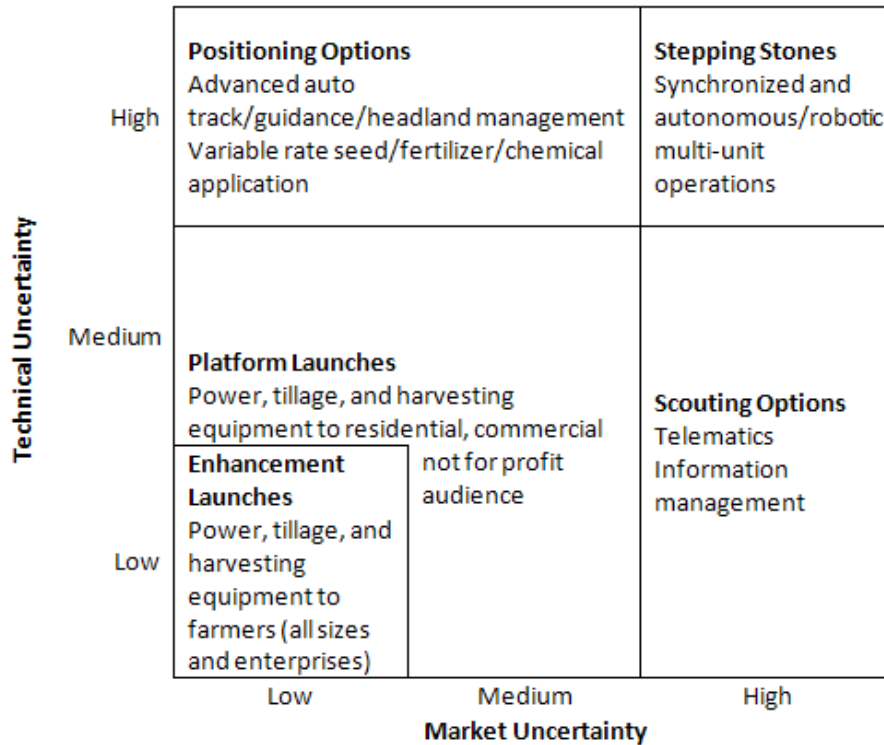 Positioning Options
Advanced auto
track/guidance/headland management
Variable rate seed/fertilizer/chemical
application
Stepping Stones
Synchronized and
autonomous/robotic
multi-unit
operations
High
Technical Uncertainty
Medium
Platform Launches
Power, tillage, and harvesting
equipment to residential, commercial
not for profit
audience
Scouting Options
Telematics
Information
management
Enhancement
Launches
Power, tillage, and
harvesting
equipment to
farmers (all sizes
and enterprises)
Low
Low
Medium
High
Market Uncertainty